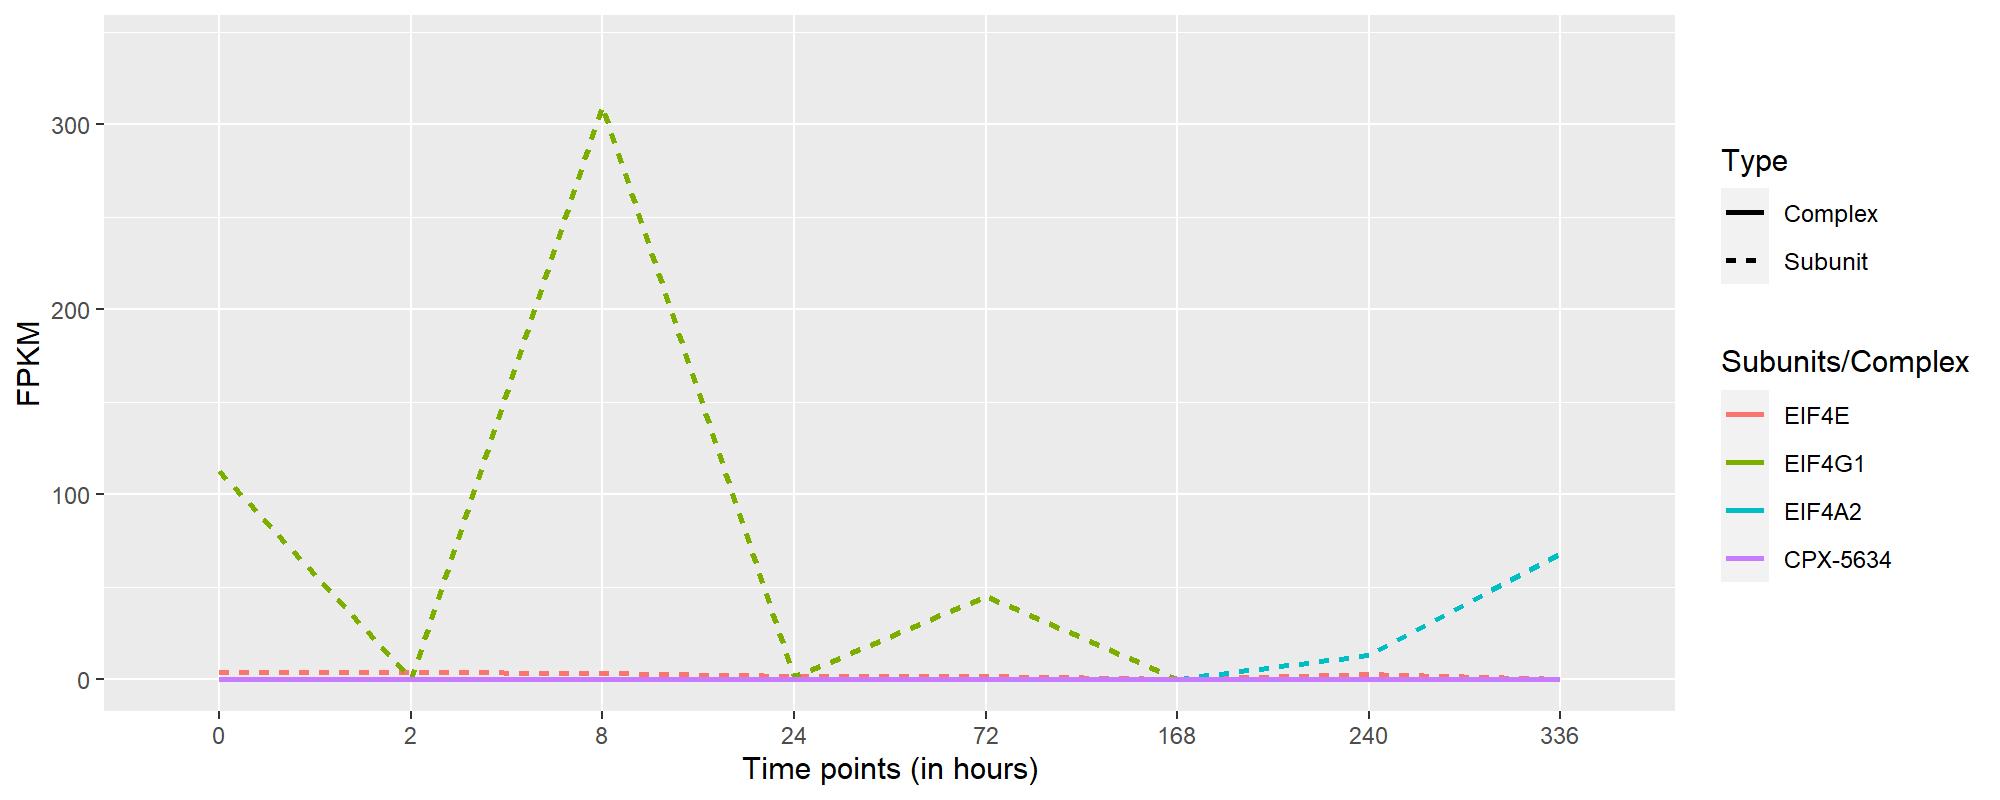 300
200
100
0
FPKM
0 2 8 24 72 168 240 336
Time points (in hours)
Type
Complex
Subunit
Subunits/Complex
EIF4E
EIF4G1
EIF4A2
CPX-5634